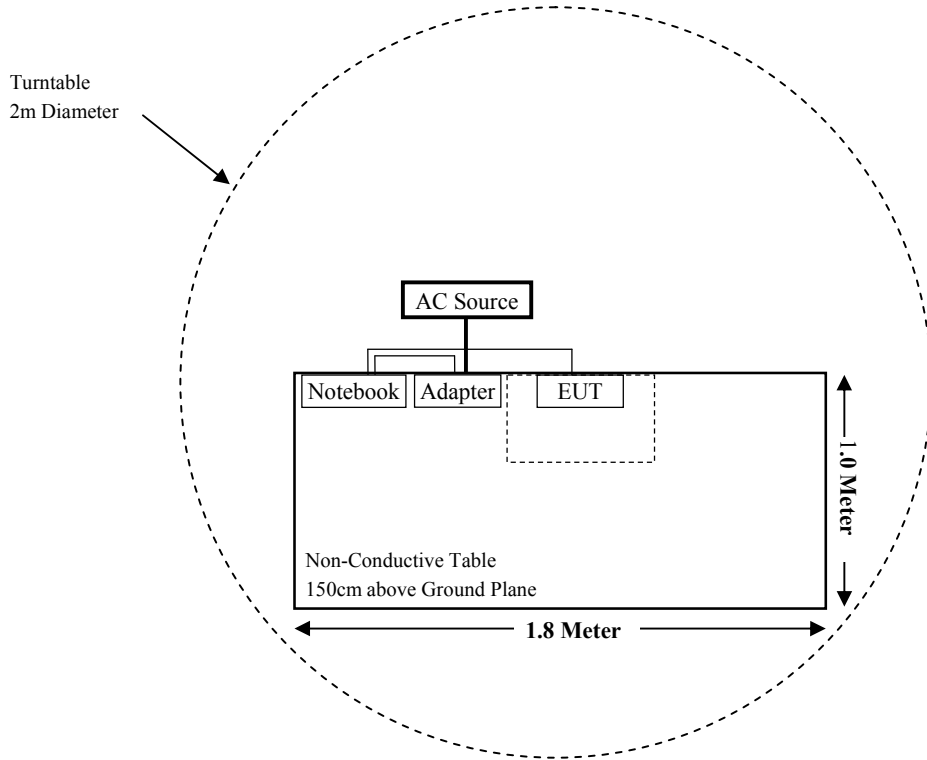 Turntable
2m Diameter
AC Source
Notebook
Adapter
EUT
1.0 Meter
Non-Conductive Table
150cm above Ground Plane
1.8 Meter